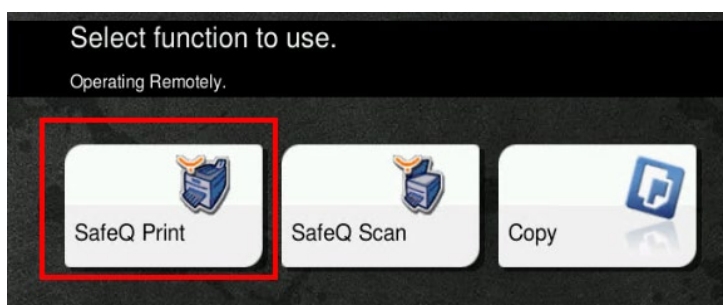 Select function to use.
Operating Remotely.
SafeQ Print
SafeQ Scan
Copy